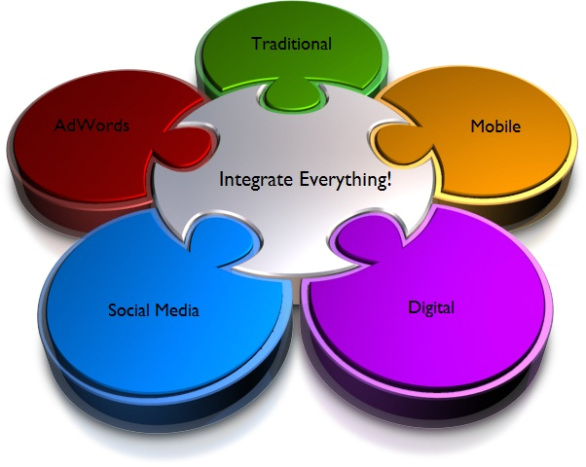 Traditional
AdWords
Mobile
Integrate Everything!
Social Media
Digital